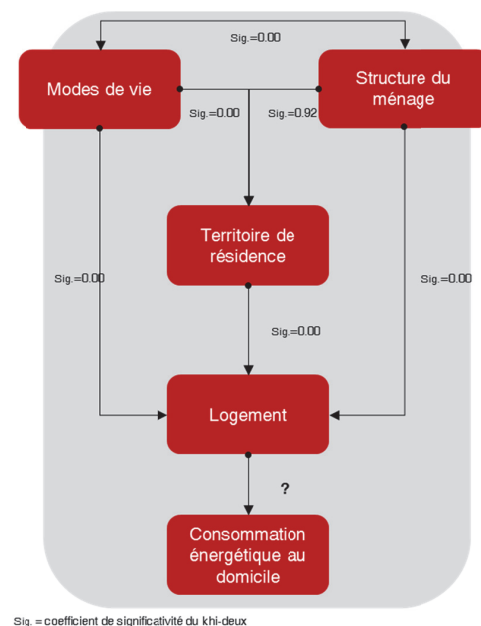 Sig.=0.00
Modes de vie
Structure du
ménage
Sig.=0.00
Sig.=0.92
Territoire de
résidence
Sig.=0.00
Sig.=0.00
Sig.=0.00
Logement
?
Consommation
énergétique au
domicile
Sig. = coefficient de significativité du khi-deux